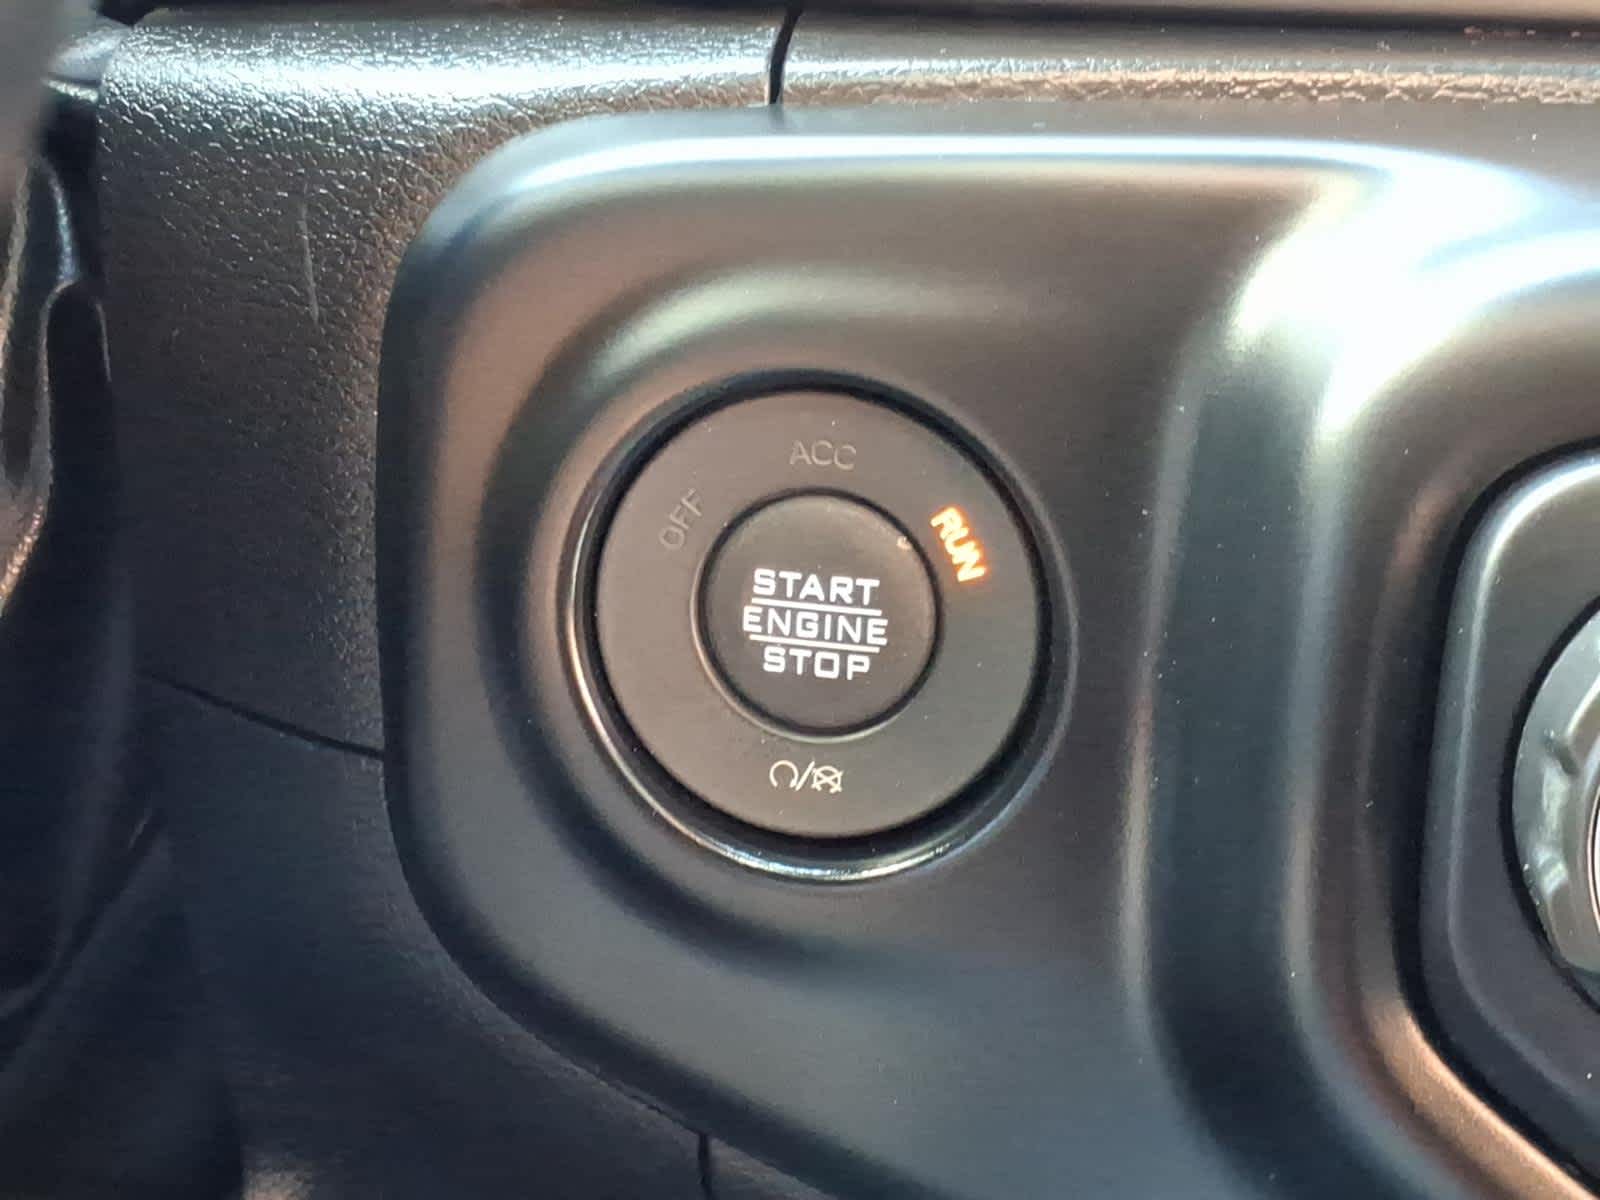 ACC
OFF
RUN
START
ENGINE
STOP